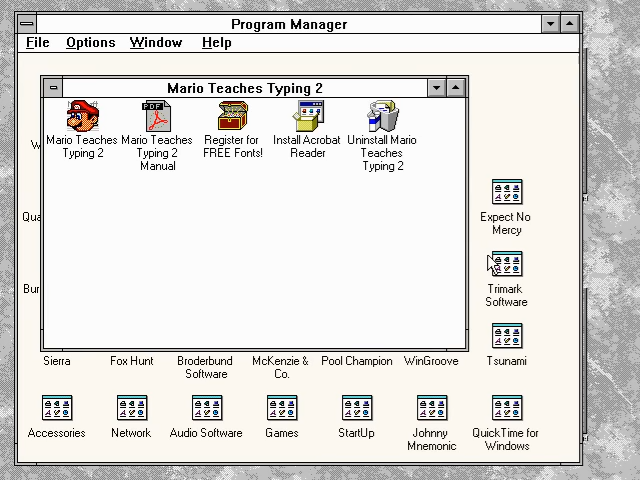 Program Manager
File Options Window Help
Mario Teaches Typing 2
PDF
Mario Teaches
Typing 2
Mario Teaches
Typing 2
Manual
Register for
FREE Fonts!
Install Acrobat
Reader
Uninstall Mario
Teaches
Typing 2
Expect No
Mercy
Trimark
Software
Tsunami
Sierra
Fox Hunt
Broderbund
Software
McKenzie &
Co.
Pool Champion
WinGroove
Accessories
Network
Audio Software
Games
StartUp
Johnny
Mnemonic
QuickTime for
Windows